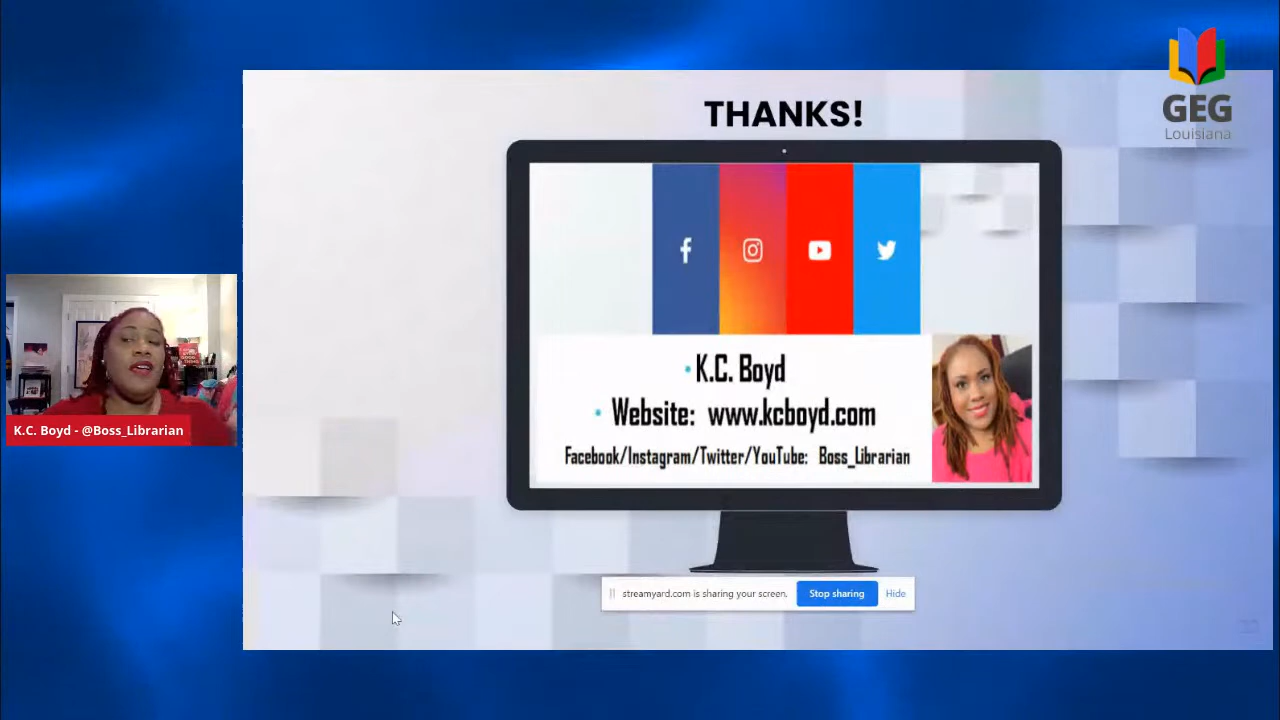 GEG
Louisiana
THANKS!
• K.C. Boyd
• Website: www.kcboyd.com
Facebook/Instagram/Twitter/YouTube: Boss_Librarian
K.C. Boyd - @Boss_Librarian
streamyard.com is sharing your screen.
Stop sharing
Hide